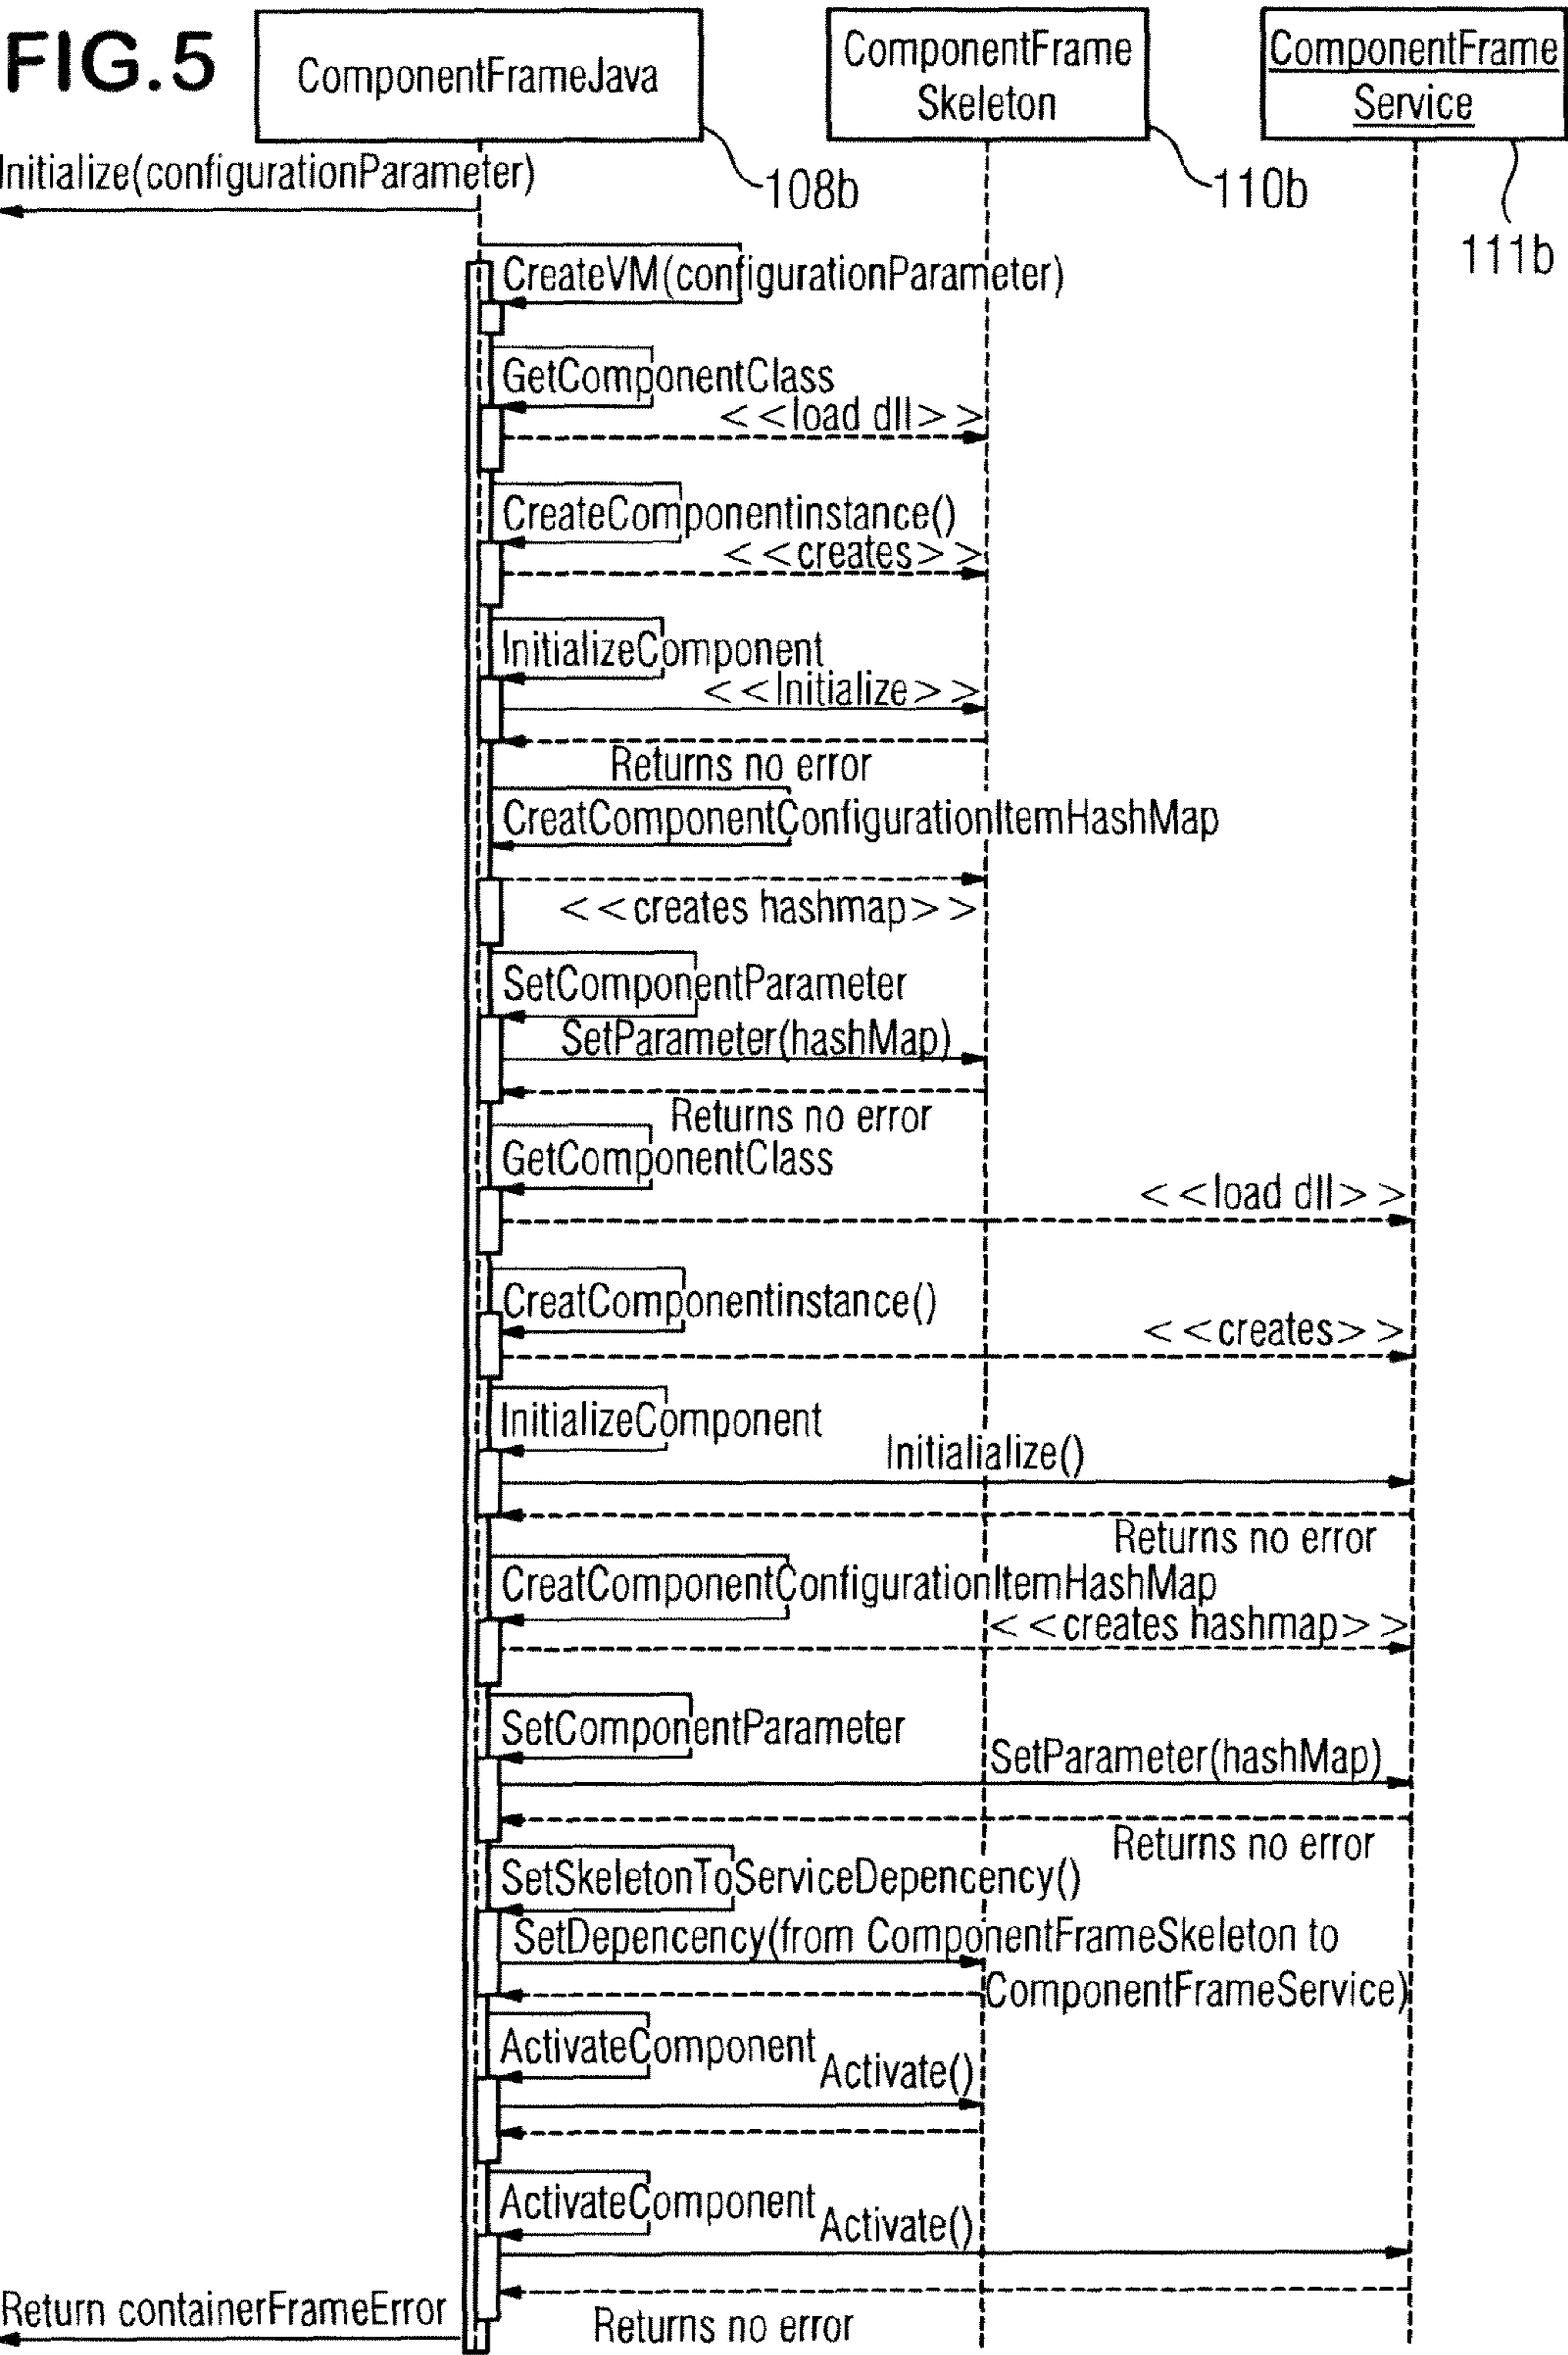 FIG.5
ComponentFrameJava
ComponentFrame
Skeleton
ComponentFrame
Service
108b
110b
111b
Initialize(configurationParameter)
CreateVM(configurationParameter)
GetComponentClass
<<load dll>>
CreateComponentinstance()
<<creates>>
InitializeComponent
<<Initialize>>
Returns no error
CreatComponentConfigurationItemHashMap
<<creates hashmap>>
SetComponentParameter
SetParameter(hashMap)
Returns no error
GetComponentClass
<<load dll>>
CreatComponentinstance()
<<creates>>
InitializeComponent
Initialialize()
Returns no error
CreatComponentConfigurationItemHashMap
<<creates hashmap>>
SetComponentParameter
SetParameter(hashMap)
Returns no error
SetSkeletonToServiceDepencency()
SetDepencency(from ComponentFrameSkeleton to
ComponentFrameService)
ActivateComponent
Activate()
ActivateComponent
Activate()
Return containerFrameError
Returns no error